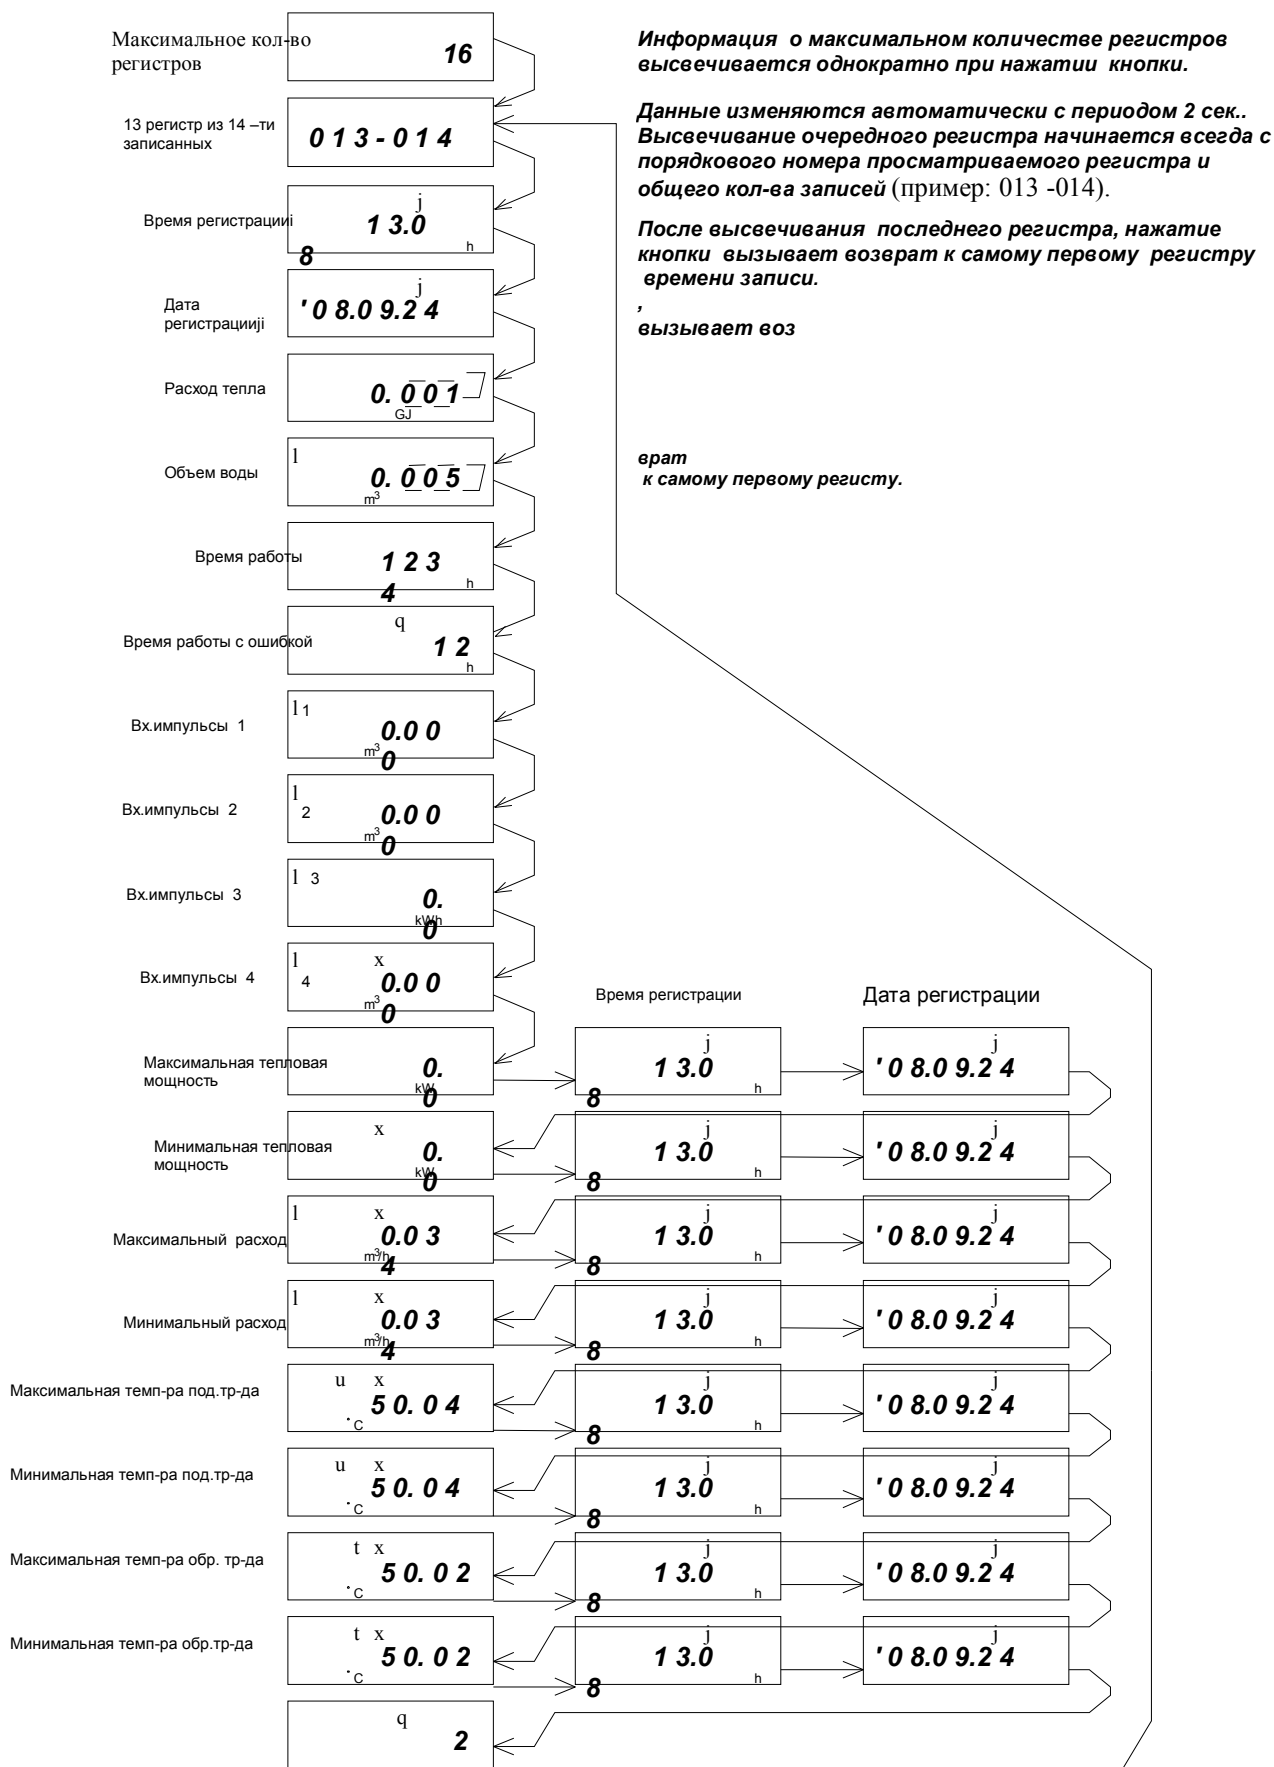 Максимальное кол-во
регистров
16
Информация о максимальном количестве регистров
высвечивается однократно при нажатии кнопки.
13 регистр из 14 –ти
записанных
0 1 3 - 0 1 4
Данные изменяются автоматически с периодом 2 сек..
Высвечивание очередного регистра начинается всегда с
порядкового номера просматриваемого регистра и
общего кол-ва записей (пример: 013 -014).
Время регистрацииi
j
1 3.0
h
8
После высвечивания последнего регистра, нажатие
кнопки вызывает возврат к самому первому регистру
времени записи.
,
вызывает воз
Дата
регистрацииji
j
' 0 8.0 9.2 4
Расход тепла
0. 0 0 1
GJ
Объем воды
l
0. 0 0 5
m³
врат
к самому первому регисту.
Время работы
1 2 3
h
4
Время работы с ошибкой
q
1 2
h
Вх.импульсы 1
l 1
0.0 0
m³
0
Вх.импульсы 2
l
2
0.0 0
m³
0
Вх.импульсы 3
l 3
0.
kWh
0
Вх.импульсы 4
l x
4
0.0 0
m³
0
Время регистрации
Дата регистрации
Максимальная тепловая
мощность
0.
kW
0
j
1 3.0
h
8
j
' 0 8.0 9.2 4
Минимальная тепловая
мощность
x
0.
kW
0
j
1 3.0
h
8
j
' 0 8.0 9.2 4
Максимальный расход
l x
0.0 3
m³/h
4
j
1 3.0
h
8
j
' 0 8.0 9.2 4
Минимальный расход
l x
0.0 3
m³/h
4
j
1 3.0
h
8
j
' 0 8.0 9.2 4
Максимальная темп-ра под.тр-да
u x
5 0. 0 4
°C
j
1 3.0
h
8
j
' 0 8.0 9.2 4
Минимальная темп-ра под.тр-да
u x
5 0. 0 4
°C
j
1 3.0
h
8
j
' 0 8.0 9.2 4
Максимальная темп-ра обр. тр-да
t x
5 0. 0 2
°C
j
1 3.0
h
8
j
' 0 8.0 9.2 4
Минимальная темп-ра обр.тр-да
t x
5 0. 0 2
°C
j
1 3.0
h
8
j
' 0 8.0 9.2 4
q
2